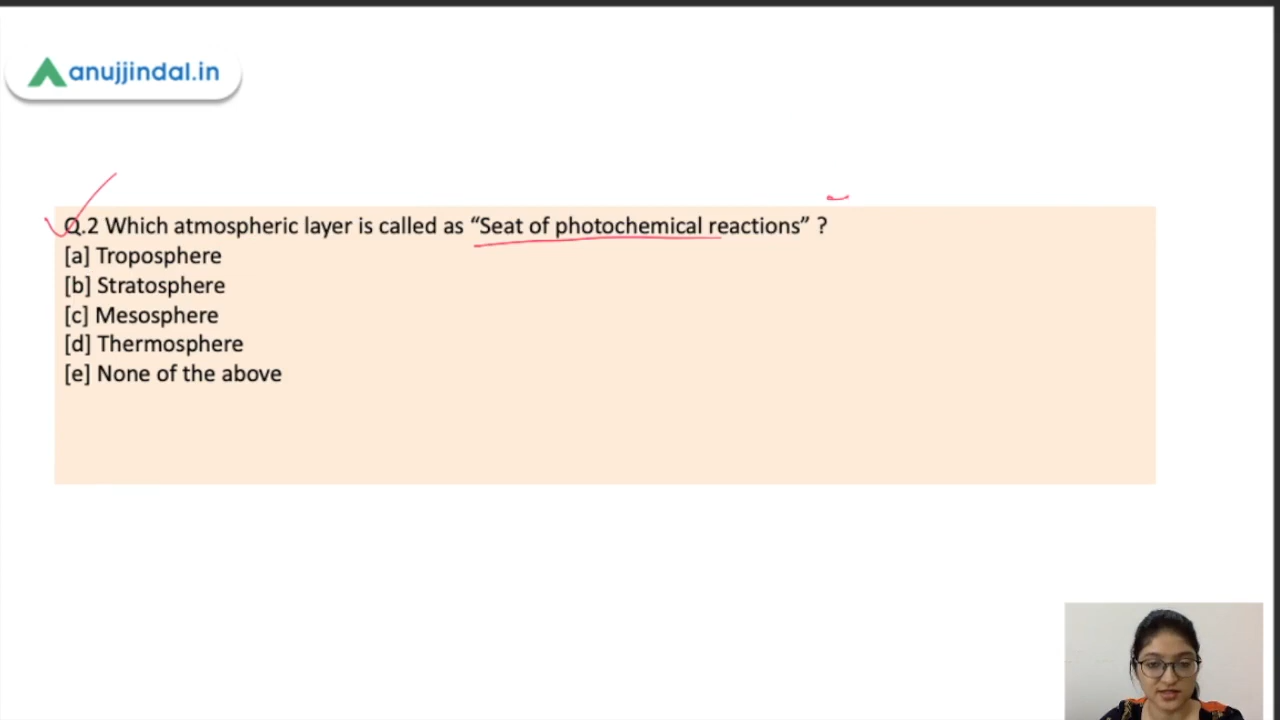 anujjindal.in
Q.2 Which atmospheric layer is called as “Seat of photochemical reactions” ?
[a] Troposphere
[b] Stratosphere
[c] Mesosphere
[d] Thermosphere
[e] None of the above